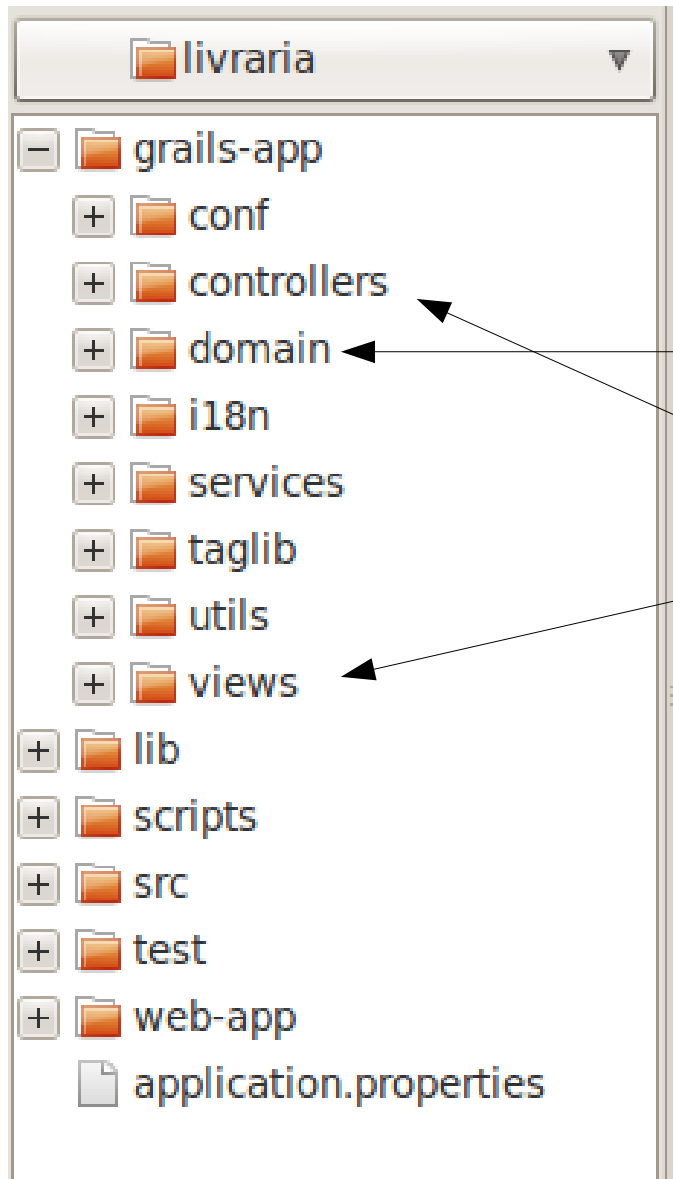 livraria
grails-app
conf
controllers
domain
i18n
services
taglib
utils
views
lib
scripts
src
test
web-app
application.properties